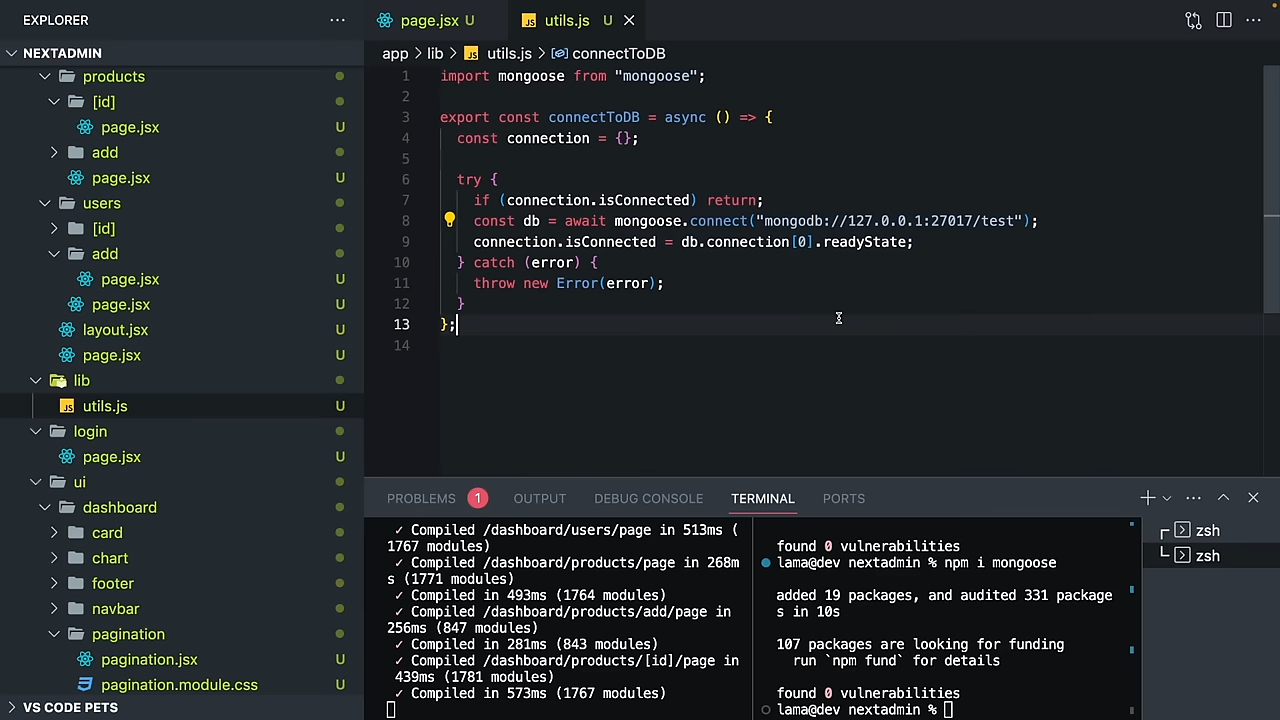 EXPLORER
NEXTADMIN
products
[id]
page.jsx U
add
page.jsx U
users
[id]
add
page.jsx U
page.jsx U
layout.jsx U
page.jsx U
lib
utils.js U
login
page.jsx U
ui
dashboard
card
chart
footer
navbar
pagination
pagination.jsx U
pagination.module.css U
VS CODE PETS
page.jsx U
JS utils.js U
app > lib > JS utils.js > connectToDB
1 import mongoose from "mongoose";
2
3 export const connectToDB = async () => {
4 const connection = {};
5
6 try {
7 if (connection.isConnected) return;
8 const db = await mongoose.connect("mongodb://127.0.0.1:27017/test");
9 connection.isConnected = db.connection[0].readyState;
10 } catch (error) {
11 throw new Error(error);
12 }
13 };
14
PROBLEMS 1 OUTPUT DEBUG CONSOLE TERMINAL PORTS
✓ Compiled /dashboard/users/page in 513ms (
1767 modules)
✓ Compiled /dashboard/products/page in 268m
s (1771 modules)
✓ Compiled in 493ms (1764 modules)
✓ Compiled /dashboard/products/add/page in
256ms (847 modules)
✓ Compiled in 281ms (843 modules)
✓ Compiled /dashboard/products/[id]/page in
439ms (1781 modules)
✓ Compiled in 573ms (1767 modules)
found 0 vulnerabilities
lama@dev nextadmin % npm i mongoose
added 19 packages, and audited 331 package
s in 10s
107 packages are looking for funding
run `npm fund` for details
found 0 vulnerabilities
lama@dev nextadmin %
zsh
zsh